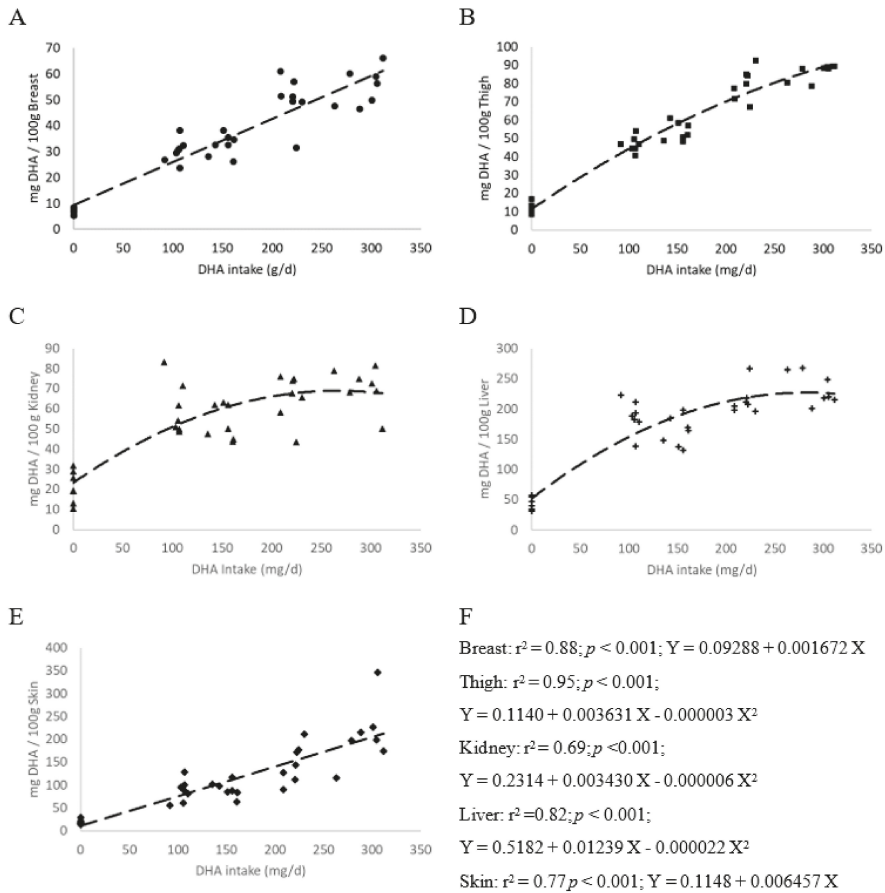 A
mg DHA / 100g Breast
70
60
50
40
30
20
10
0
0 50 100 150 200 250 300 350
DHA intake (g/d)
B
mg DHA / 100g Thigh
100
90
80
70
60
50
40
30
20
10
0
0 50 100 150 200 250 300 350
DHA intake (mg/d)
C
mg DHA / 100 g Kidney
90
80
70
60
50
40
30
20
10
0
0 50 100 150 200 250 300 350
DHA Intake (mg/d)
D
mg DHA / 100g Liver
300
250
200
150
100
50
0
0 50 100 150 200 250 300 350
DHA intake (mg/d)
E
mg DHA / 100g Skin
400
350
300
250
200
150
100
50
0
0 50 100 150 200 250 300 350
DHA intake (mg/d)
F
Breast: r² = 0.88; p < 0.001; Y = 0.09288 + 0.001672 X
Thigh: r² = 0.95; p < 0.001;
Y = 0.1140 + 0.003631 X - 0.000003 X²
Kidney: r² = 0.69; p <0.001;
Y = 0.2314 + 0.003430 X - 0.000006 X²
Liver: r² =0.82; p < 0.001;
Y = 0.5182 + 0.01239 X - 0.000022 X²
Skin: r² = 0.77 p < 0.001; Y = 0.1148 + 0.006457 X